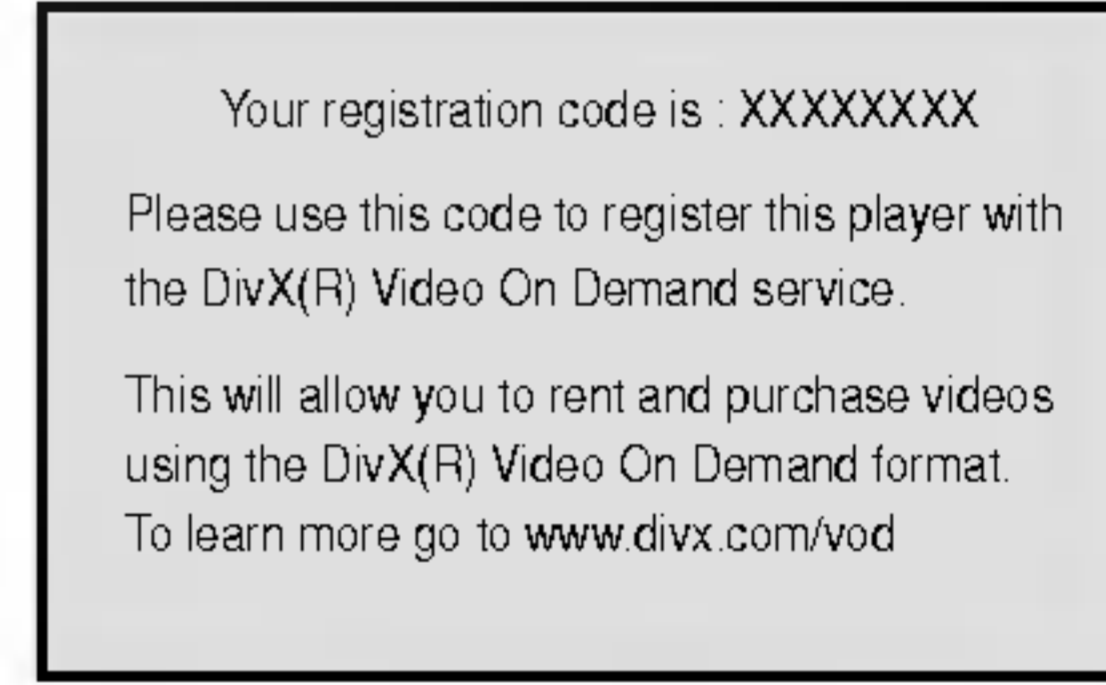 Your registration code is : XXXXXXXX
Please use this code to register this player with
the DivX(R) Video On Demand service.
This will allow you to rent and purchase videos
using the DivX(R) Video On Demand format.
To learn more go to www.divx.com/vod